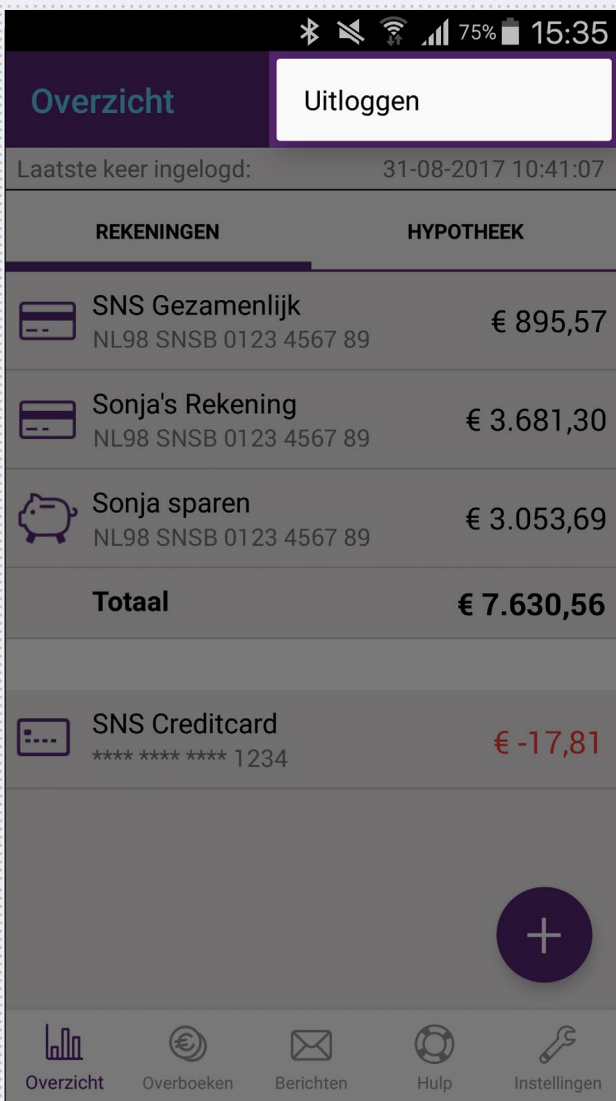 75% 15:35
Overzicht
Uitloggen
Laatste keer ingelogd: 31-08-2017 10:41:07
REKENINGEN HYPOTHEEK
SNS Gezamenlijk € 895,57
NL98 SNSB 0123 4567 89
Sonja's Rekening € 3.681,30
NL98 SNSB 0123 4567 89
Sonja sparen € 3.053,69
NL98 SNSB 0123 4567 89
Totaal € 7.630,56
SNS Creditcard € -17,81
**** **** **** 1234
Overzicht Overboeken Berichten Hulp Instellingen